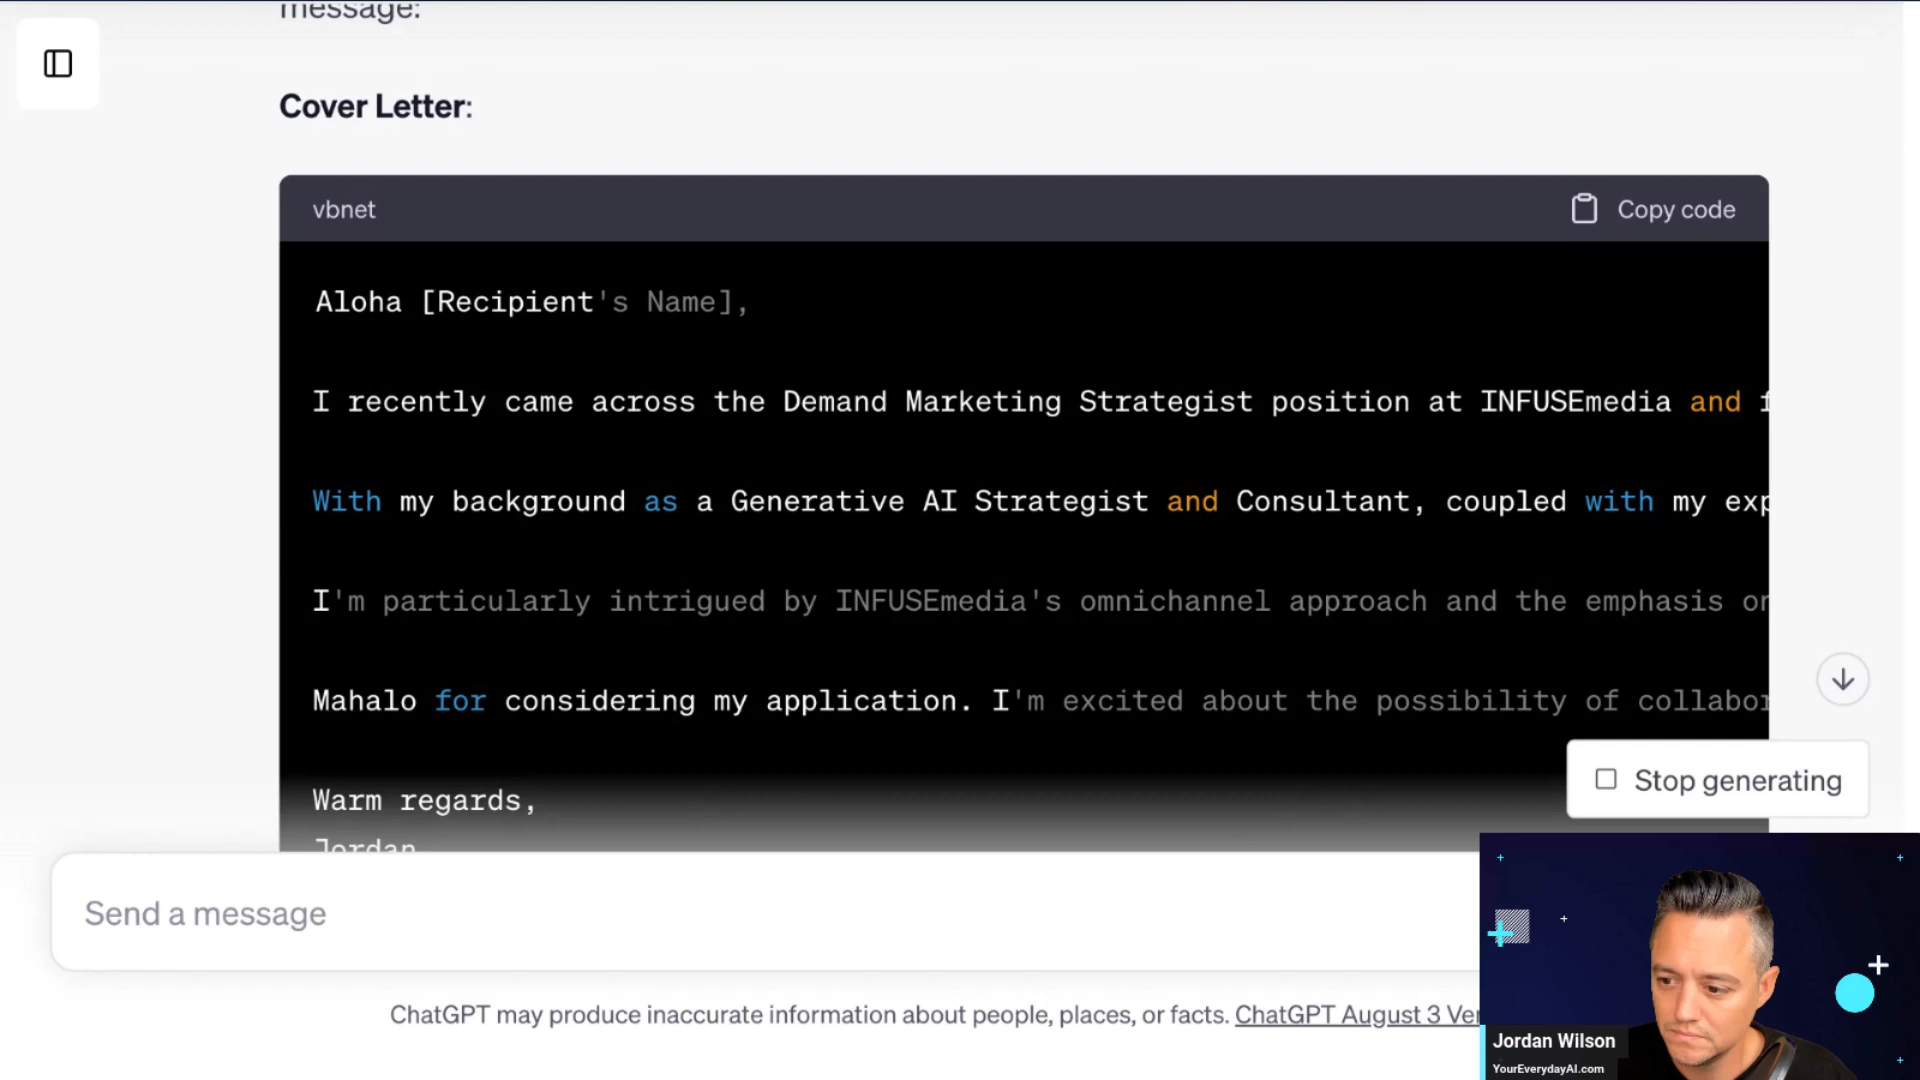 message:
Cover Letter:
vbnet
Copy code
Aloha [Recipient's Name],
I recently came across the Demand Marketing Strategist position at INFUSEmedia and
With my background as a Generative AI Strategist and Consultant, coupled with my
I'm particularly intrigued by INFUSEmedia's omnichannel approach and the emphasis
Mahalo for considering my application. I'm excited about the possibility of
Warm regards,
Jordan
Stop generating
Send a message
ChatGPT may produce inaccurate information about people, places, or facts. ChatGPT August 3
Jordan Wilson
YourEverydayAI.com